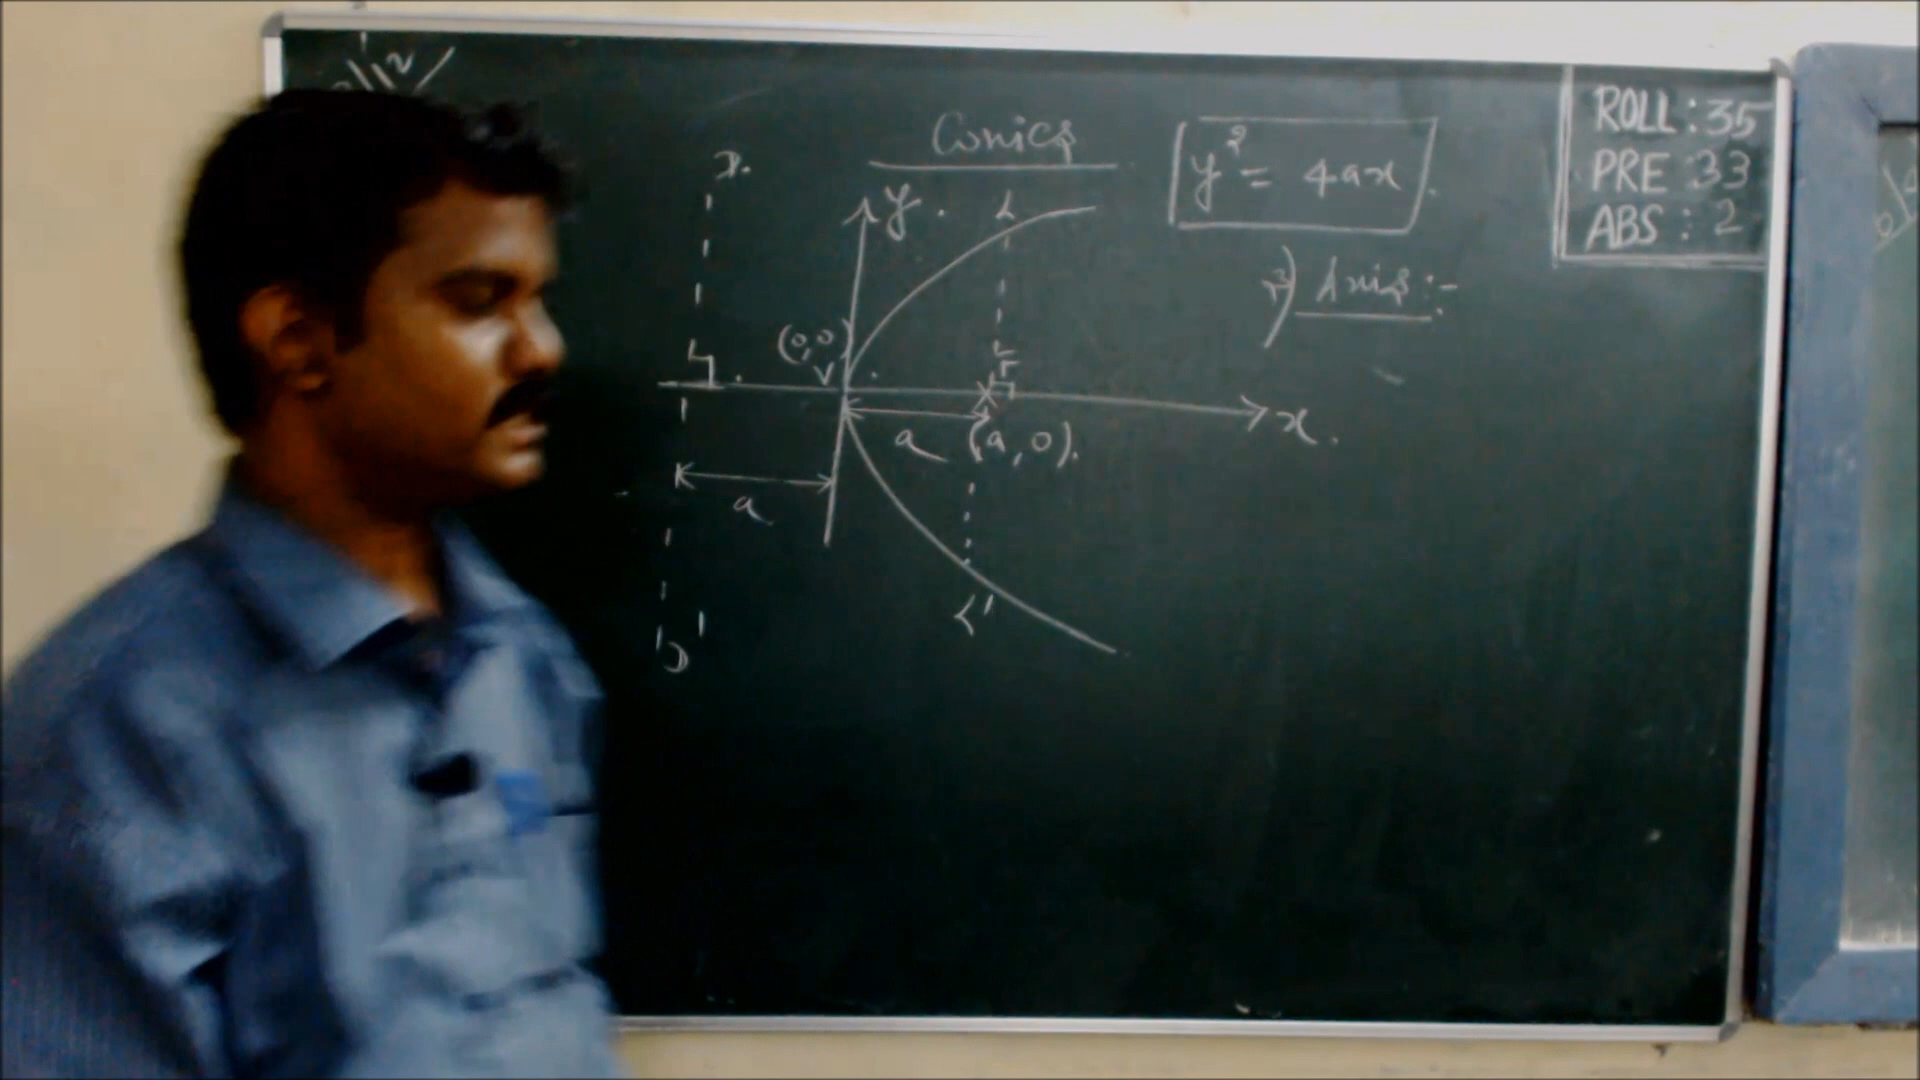 Conics
y² = 4ax
ROLL : 35
PRE 33
ABS : 2
Axis :-
y
L
(0,0)
V
F
x
a
(a,0)
a
L'
D'